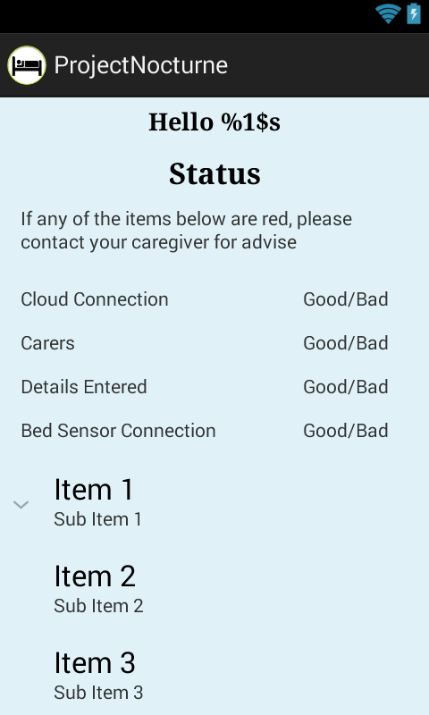 ProjectNocturne
Hello %1$s
Status
If any of the items below are red, please
contact your caregiver for advise
Cloud Connection Good/Bad
Carers Good/Bad
Details Entered Good/Bad
Bed Sensor Connection Good/Bad
Item 1
Sub Item 1
Item 2
Sub Item 2
Item 3
Sub Item 3